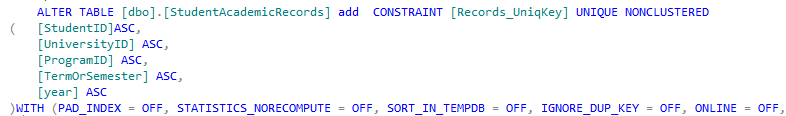 ALTER TABLE [dbo].[StudentAcademicRecords] add  CONSTRAINT [Records_UniqKey] UNIQUE NONCLUSTERED
(   [StudentID]ASC,
[UniversityID] ASC,
[ProgramID] ASC,
[TermOrSemester] ASC,
[year] ASC
)WITH (PAD_INDEX = OFF, STATISTICS_NORECOMPUTE = OFF, SORT_IN_TEMPDB = OFF, IGNORE_DUP_KEY = OFF, ONLINE = OFF,